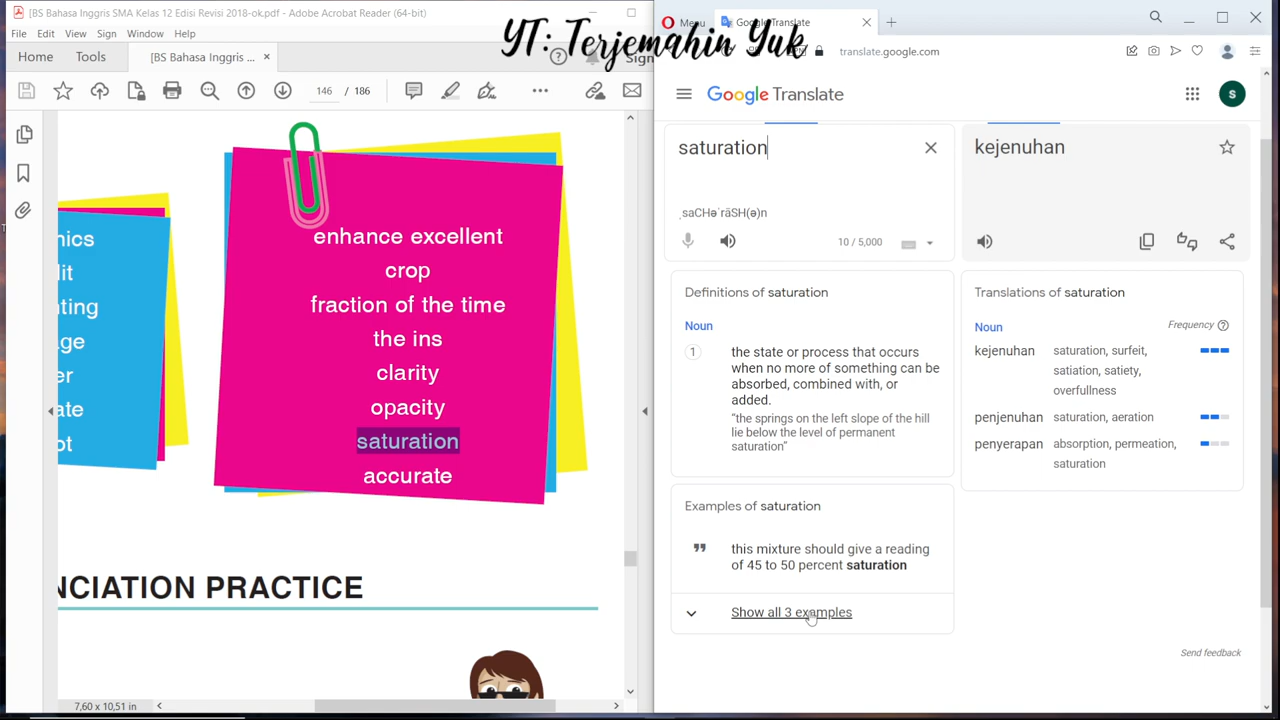 [BS Bahasa Inggris SMA Kelas 12 Edisi Revisi 2018-ok.pdf - Adobe Acrobat Reader (64-bit)
File Edit View Sign Window Help
Home Tools [BS Bahasa Inggris ... × Sign
146 / 186
YT: Terjemahin Yuk
nics
lit
nting
ge
er
ate
ot
enhance excellent
crop
fraction of the time
the ins
clarity
opacity
saturation
accurate
NCIATION PRACTICE
7,60 x 10,51 in
Menu Google Translate
translate.google.com
Google Translate
s
saturation
kejenuhan
ˌsaCHəˈrāSH(ə)n
10 / 5,000
Definitions of saturation
Noun
1 the state or process that occurs
when no more of something can be
absorbed, combined with, or
added.
"the springs on the left slope of the hill
lie below the level of permanent
saturation"
Examples of saturation
this mixture should give a reading
of 45 to 50 percent saturation
Show all 3 examples
Translations of saturation
Noun Frequency
kejenuhan saturation, surfeit,
satiation, satiety,
overfullness
penjenuhan saturation, aeration
penyerapan absorption, permeation,
saturation
Send feedback